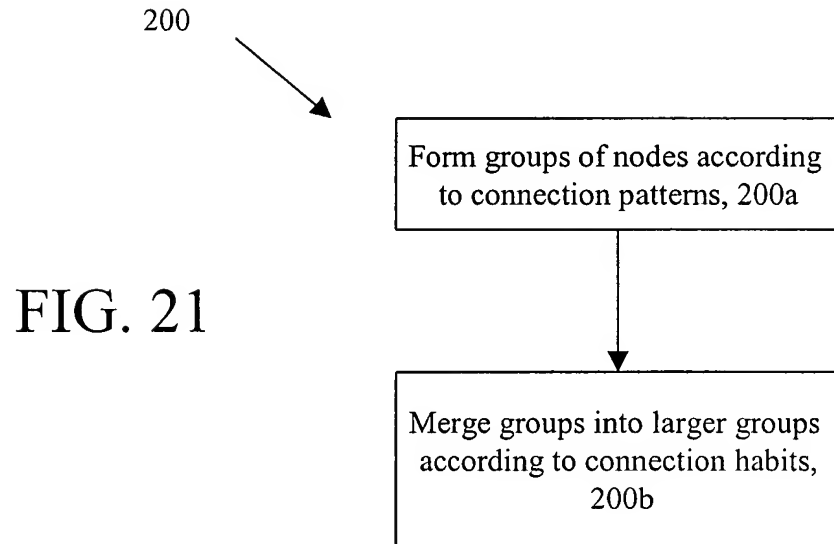 200
Form groups of nodes according
to connection patterns, 200a
FIG. 21
Merge groups into larger groups
according to connection habits,
200b